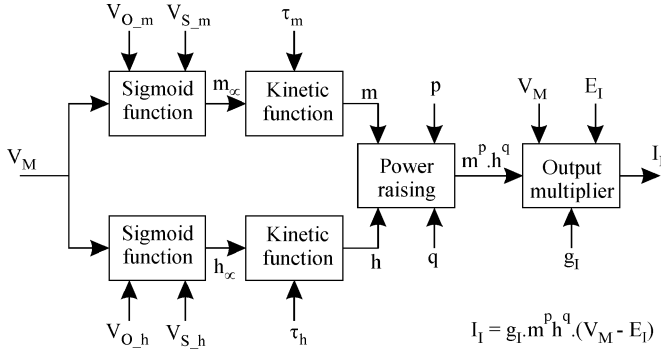 V_O_m V_S_m τ_m
Sigmoid function
m_∞
Kinetic function
m
p
V_M
E_I
V_M
Power raising
m^p.h^q
Output multiplier
I_I
Sigmoid function
h_∞
Kinetic function
h
q
g_I
V_O_h V_S_h τ_h
I_I = g_I.m^p h^q.(V_M - E_I)